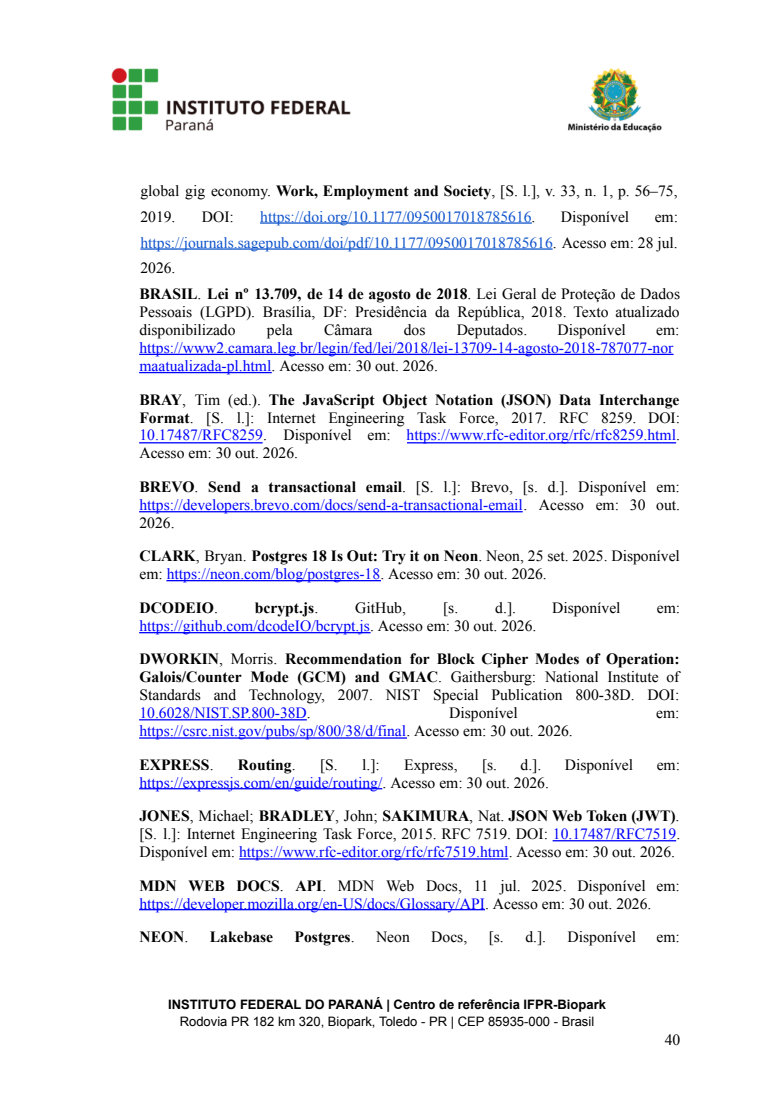 INSTITUTO FEDERAL
Paraná
Ministério da Educação
global gig economy. Work, Employment and Society, [S. l.], v. 33, n. 1, p. 56–75,
2019. DOI: https://doi.org/10.1177/0950017018785616. Disponível em:
https://journals.sagepub.com/doi/pdf/10.1177/0950017018785616. Acesso em: 28 jul.
2026.
BRASIL. Lei nº 13.709, de 14 de agosto de 2018. Lei Geral de Proteção de Dados
Pessoais (LGPD). Brasília, DF: Presidência da República, 2018. Texto atualizado
disponibilizado pela Câmara dos Deputados. Disponível em:
https://www2.camara.leg.br/legin/fed/lei/2018/lei-13709-14-agosto-2018-787077-nor
maatualizada-pl.html. Acesso em: 30 out. 2026.
BRAY, Tim (ed.). The JavaScript Object Notation (JSON) Data Interchange
Format. [S. l.]: Internet Engineering Task Force, 2017. RFC 8259. DOI:
10.17487/RFC8259. Disponível em: https://www.rfc-editor.org/rfc/rfc8259.html.
Acesso em: 30 out. 2026.
BREVO. Send a transactional email. [S. l.]: Brevo, [s. d.]. Disponível em:
https://developers.brevo.com/docs/send-a-transactional-email. Acesso em: 30 out.
2026.
CLARK, Bryan. Postgres 18 Is Out: Try it on Neon. Neon, 25 set. 2025. Disponível
em: https://neon.com/blog/postgres-18. Acesso em: 30 out. 2026.
DCODEIO. bcrypt.js. GitHub, [s. d.]. Disponível em:
https://github.com/dcodeIO/bcrypt.js. Acesso em: 30 out. 2026.
DWORKIN, Morris. Recommendation for Block Cipher Modes of Operation:
Galois/Counter Mode (GCM) and GMAC. Gaithersburg: National Institute of
Standards and Technology, 2007. NIST Special Publication 800-38D. DOI:
10.6028/NIST.SP.800-38D. Disponível em:
https://csrc.nist.gov/pubs/sp/800/38/d/final. Acesso em: 30 out. 2026.
EXPRESS. Routing. [S. l.]: Express, [s. d.]. Disponível em:
https://expressjs.com/en/guide/routing/. Acesso em: 30 out. 2026.
JONES, Michael; BRADLEY, John; SAKIMURA, Nat. JSON Web Token (JWT).
[S. l.]: Internet Engineering Task Force, 2015. RFC 7519. DOI: 10.17487/RFC7519.
Disponível em: https://www.rfc-editor.org/rfc/rfc7519.html. Acesso em: 30 out. 2026.
MDN WEB DOCS. API. MDN Web Docs, 11 jul. 2025. Disponível em:
https://developer.mozilla.org/en-US/docs/Glossary/API. Acesso em: 30 out. 2026.
NEON. Lakebase Postgres. Neon Docs, [s. d.]. Disponível em:
INSTITUTO FEDERAL DO PARANÁ | Centro de referência IFPR-Biopark
Rodovia PR 182 km 320, Biopark, Toledo - PR | CEP 85935-000 - Brasil
40